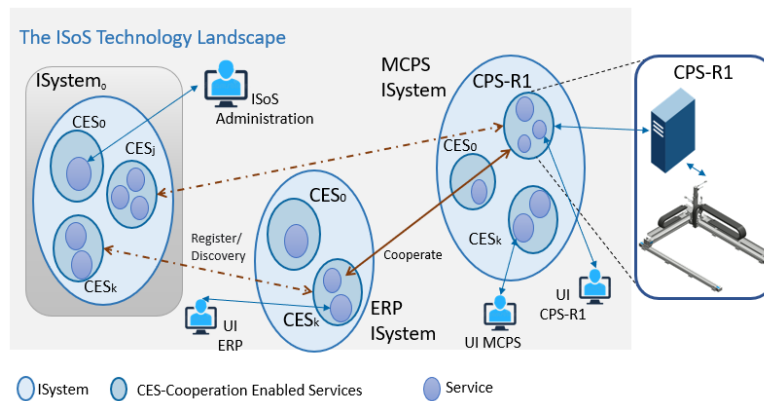 The ISoS Technology Landscape
ISystem₀
CES₀
CESⱼ
CESₖ
ISoS
Administration
MCPS
ISystem
CPS-R1
CES₀
CESₖ
CPS-R1
Register/
Discovery
CES₀
CESₖ
Cooperate
ERP
ISystem
UI
ERP
UI MCPS
UI
CPS-R1
ISystem
CES-Cooperation Enabled Services
Service